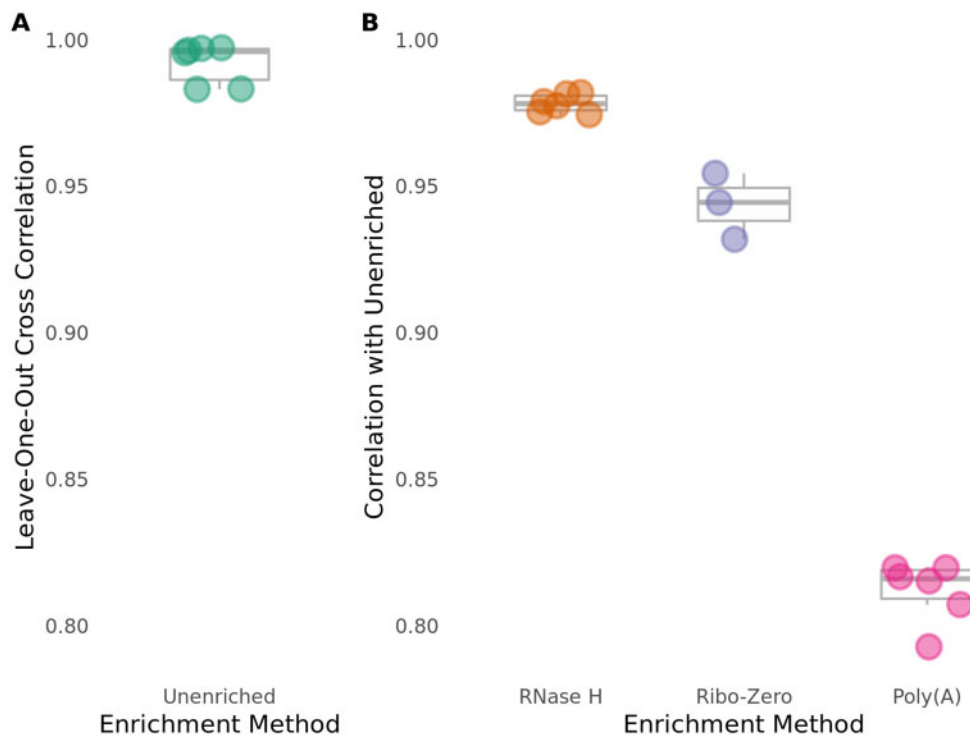 A
Leave-One-Out Cross Correlation
1.00
0.95
0.90
0.85
0.80
Unenriched
Enrichment Method
B
Correlation with Unenriched
1.00
0.95
0.90
0.85
0.80
RNase H Ribo-Zero Poly(A)
Enrichment Method